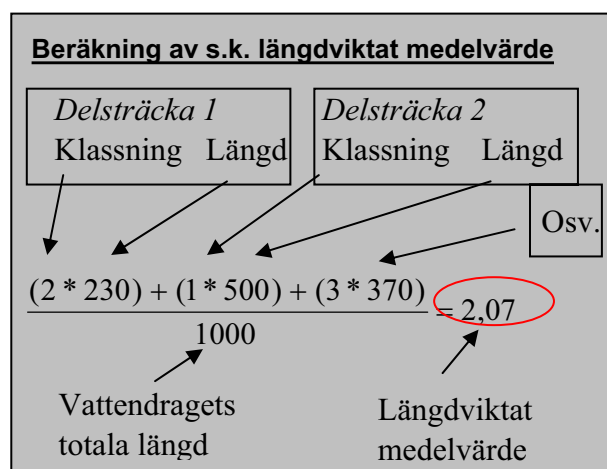 Beräkning av s.k. längdviktat medelvärde
Delsträcka 1
Klassning Längd
Delsträcka 2
Klassning Längd
Osv.
(2 * 230) + (1 * 500) + (3 * 370)
1000
= 2,07
Vattendragets
totala längd
Längdviktat
medelvärde